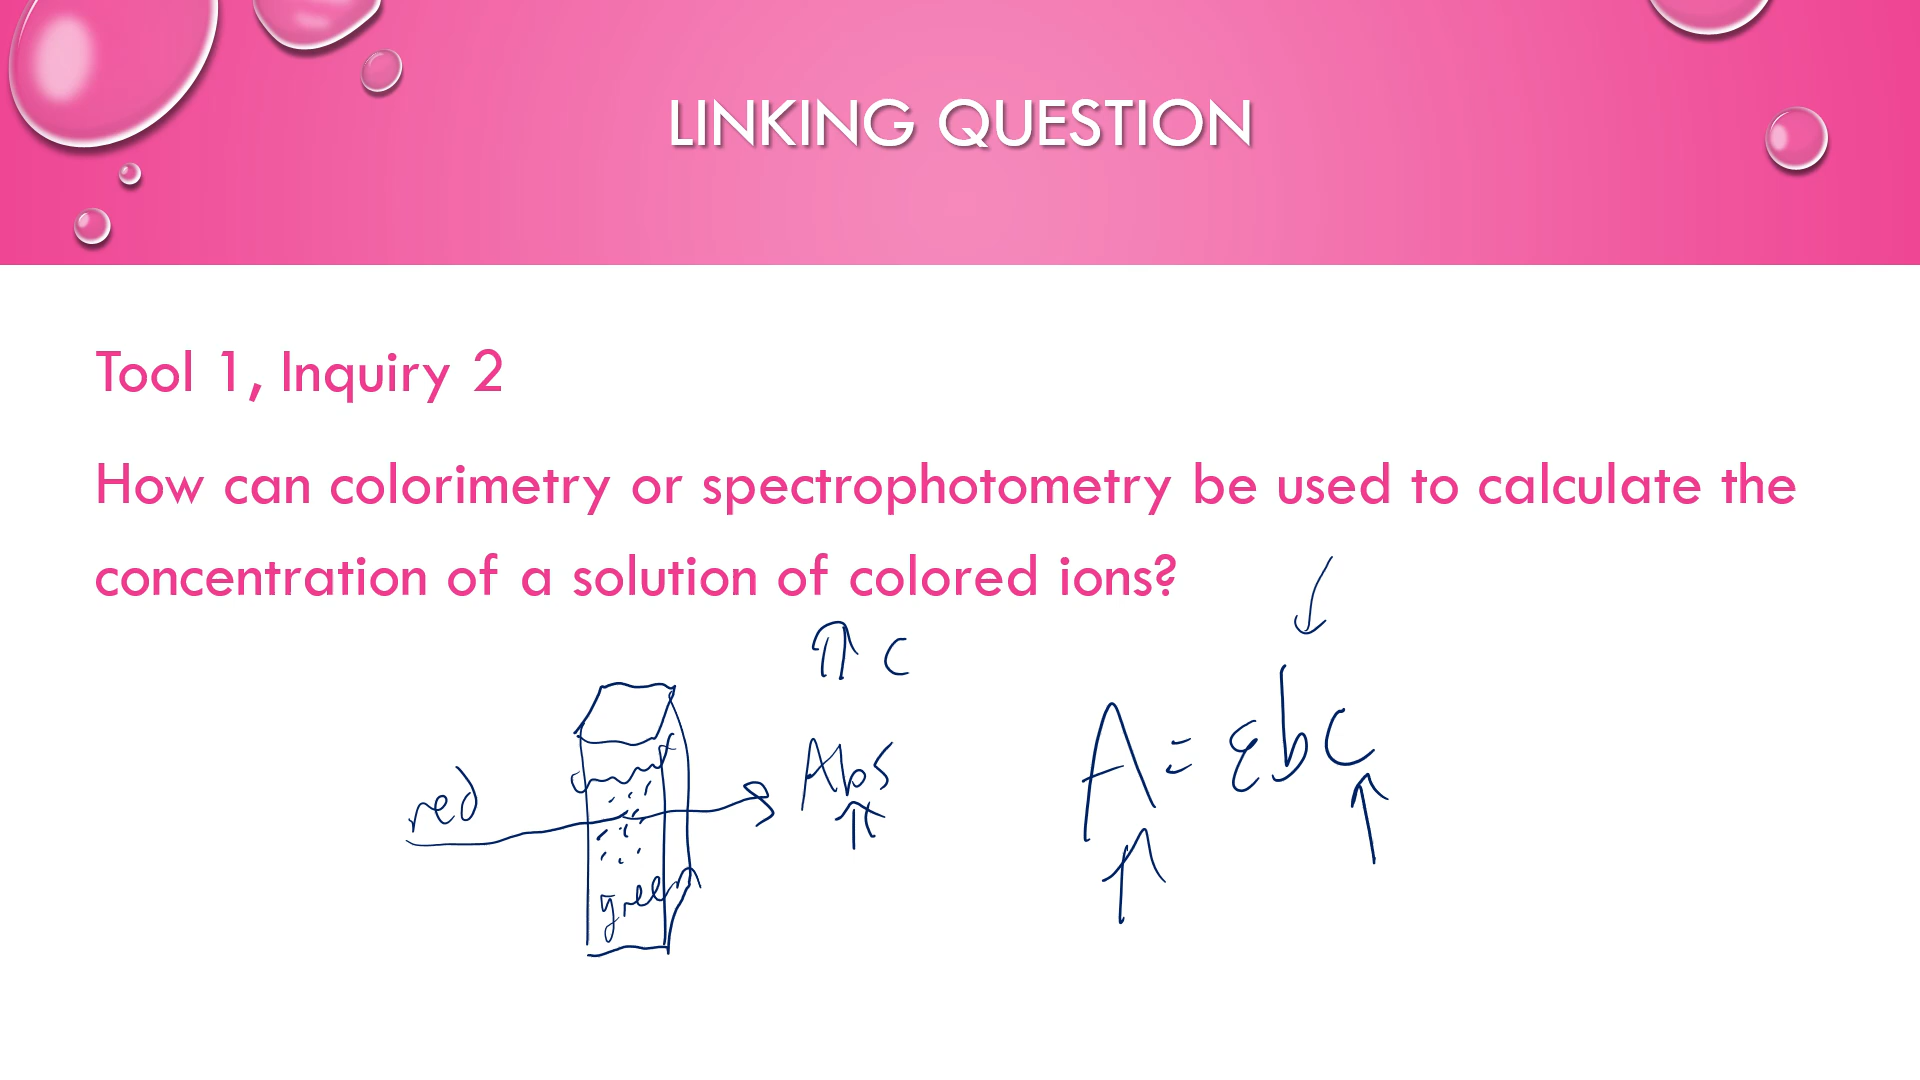 LINKING QUESTION
Tool 1, Inquiry 2
How can colorimetry or spectrophotometry be used to calculate the
concentration of a solution of colored ions?
↑ c
red
Abs
↑
green
A = εbc